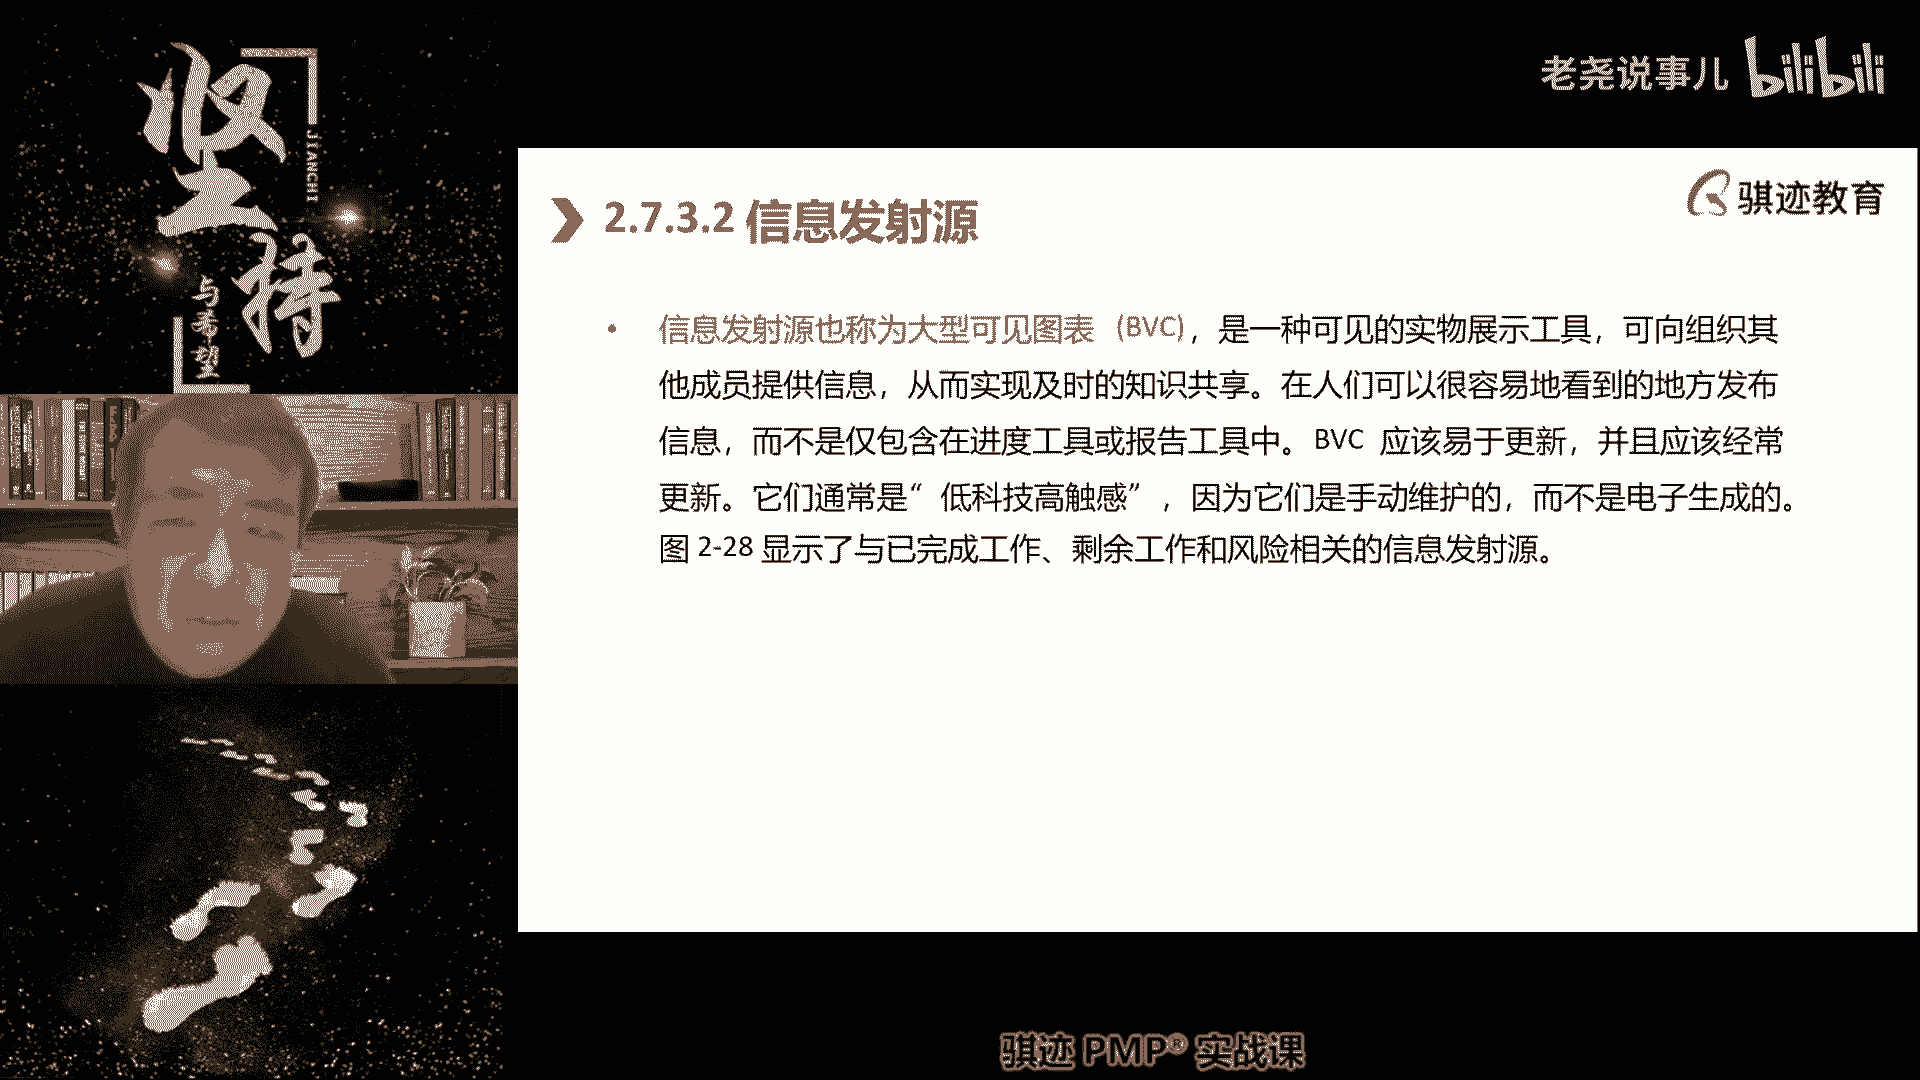 坚持
JIANCHI
与希望
老尧说事儿 bilibili
骐迹教育
2.7.3.2 信息发射源
• 信息发射源也称为大型可见图表 (BVC)，是一种可见的实物展示工具，可向组织其
他成员提供信息，从而实现及时的知识共享。在人们可以很容易地看到的地方发布
信息，而不是仅包含在进度工具或报告工具中。BVC 应该易于更新，并且应该经常
更新。它们通常是“低科技高触感”，因为它们是手动维护的，而不是电子生成的。
图 2-28 显示了与已完成工作、剩余工作和风险相关的信息发射源。
骐迹 PMP® 实战课